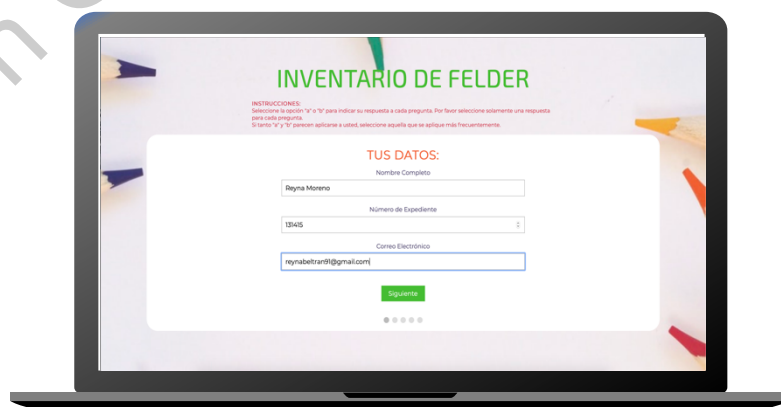 INVENTARIO DE FELDER
INSTRUCCIONES:
Seleccione la opción "a" o "b" para indicar su respuesta a cada pregunta. Por favor seleccione solamente una respuesta
para cada pregunta.
Si tanto "a" y "b" parecen aplicarse a usted, seleccione aquella que se aplique más frecuentemente.
TUS DATOS:
Nombre Completo
Reyna Moreno
Número de Expediente
131415
Correo Electrónico
reynabeltran91@gmail.com
Siguiente